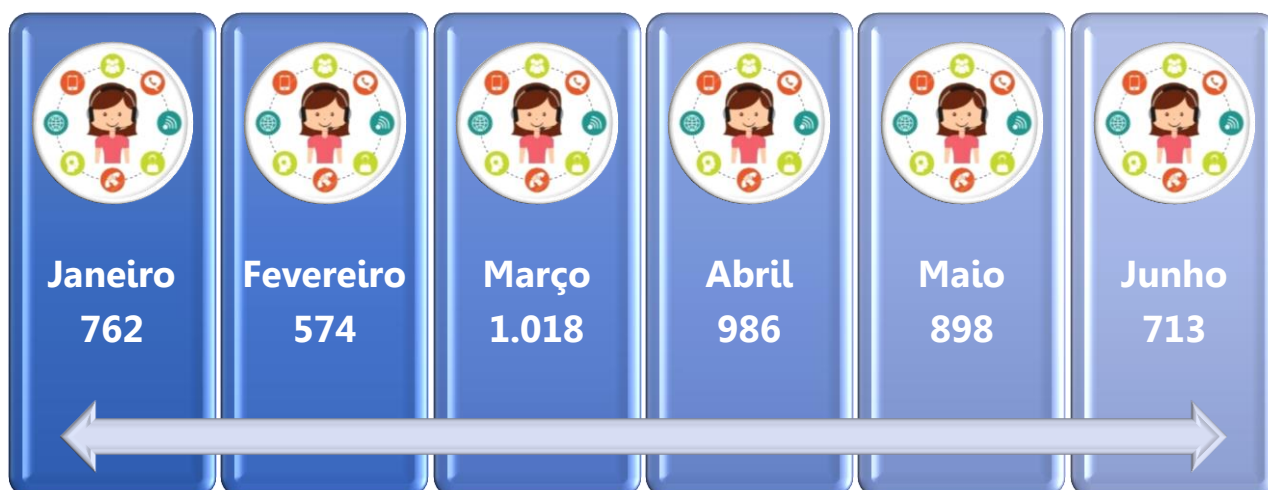 Janeiro
762
Fevereiro
574
Março
1.018
Abril
986
Maio
898
Junho
713